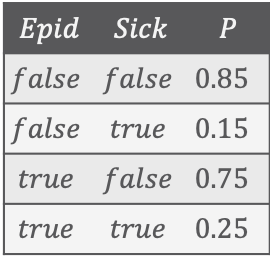 Epid Sick P
false false 0.85
false true 0.15
true false 0.75
true true 0.25